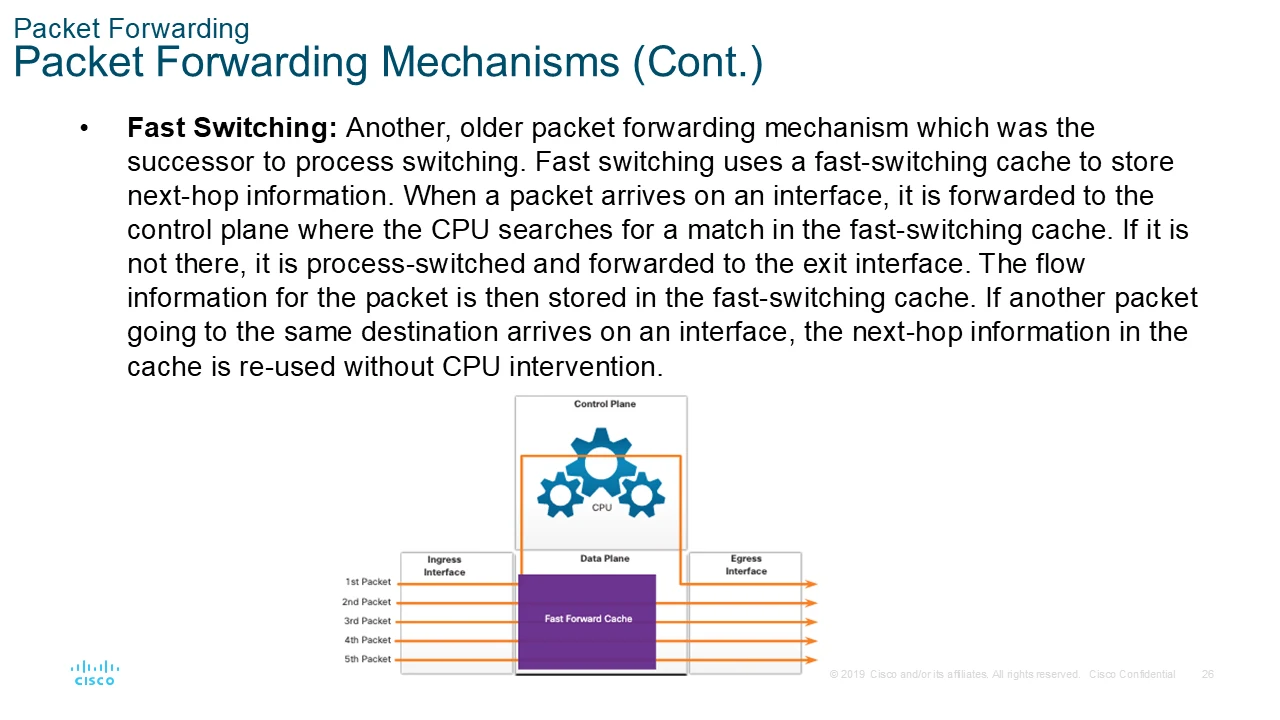 Packet Forwarding
Packet Forwarding Mechanisms (Cont.)
• Fast Switching: Another, older packet forwarding mechanism which was the
successor to process switching. Fast switching uses a fast-switching cache to store
next-hop information. When a packet arrives on an interface, it is forwarded to the
control plane where the CPU searches for a match in the fast-switching cache. If it is
not there, it is process-switched and forwarded to the exit interface. The flow
information for the packet is then stored in the fast-switching cache. If another packet
going to the same destination arrives on an interface, the next-hop information in the
cache is re-used without CPU intervention.
Control Plane
CPU
Ingress
Interface
Data Plane
Egress
Interface
1st Packet
2nd Packet
3rd Packet
4th Packet
5th Packet
Fast Forward Cache
CISCO
© 2019 Cisco and/or its affiliates. All rights reserved. Cisco Confidential
26